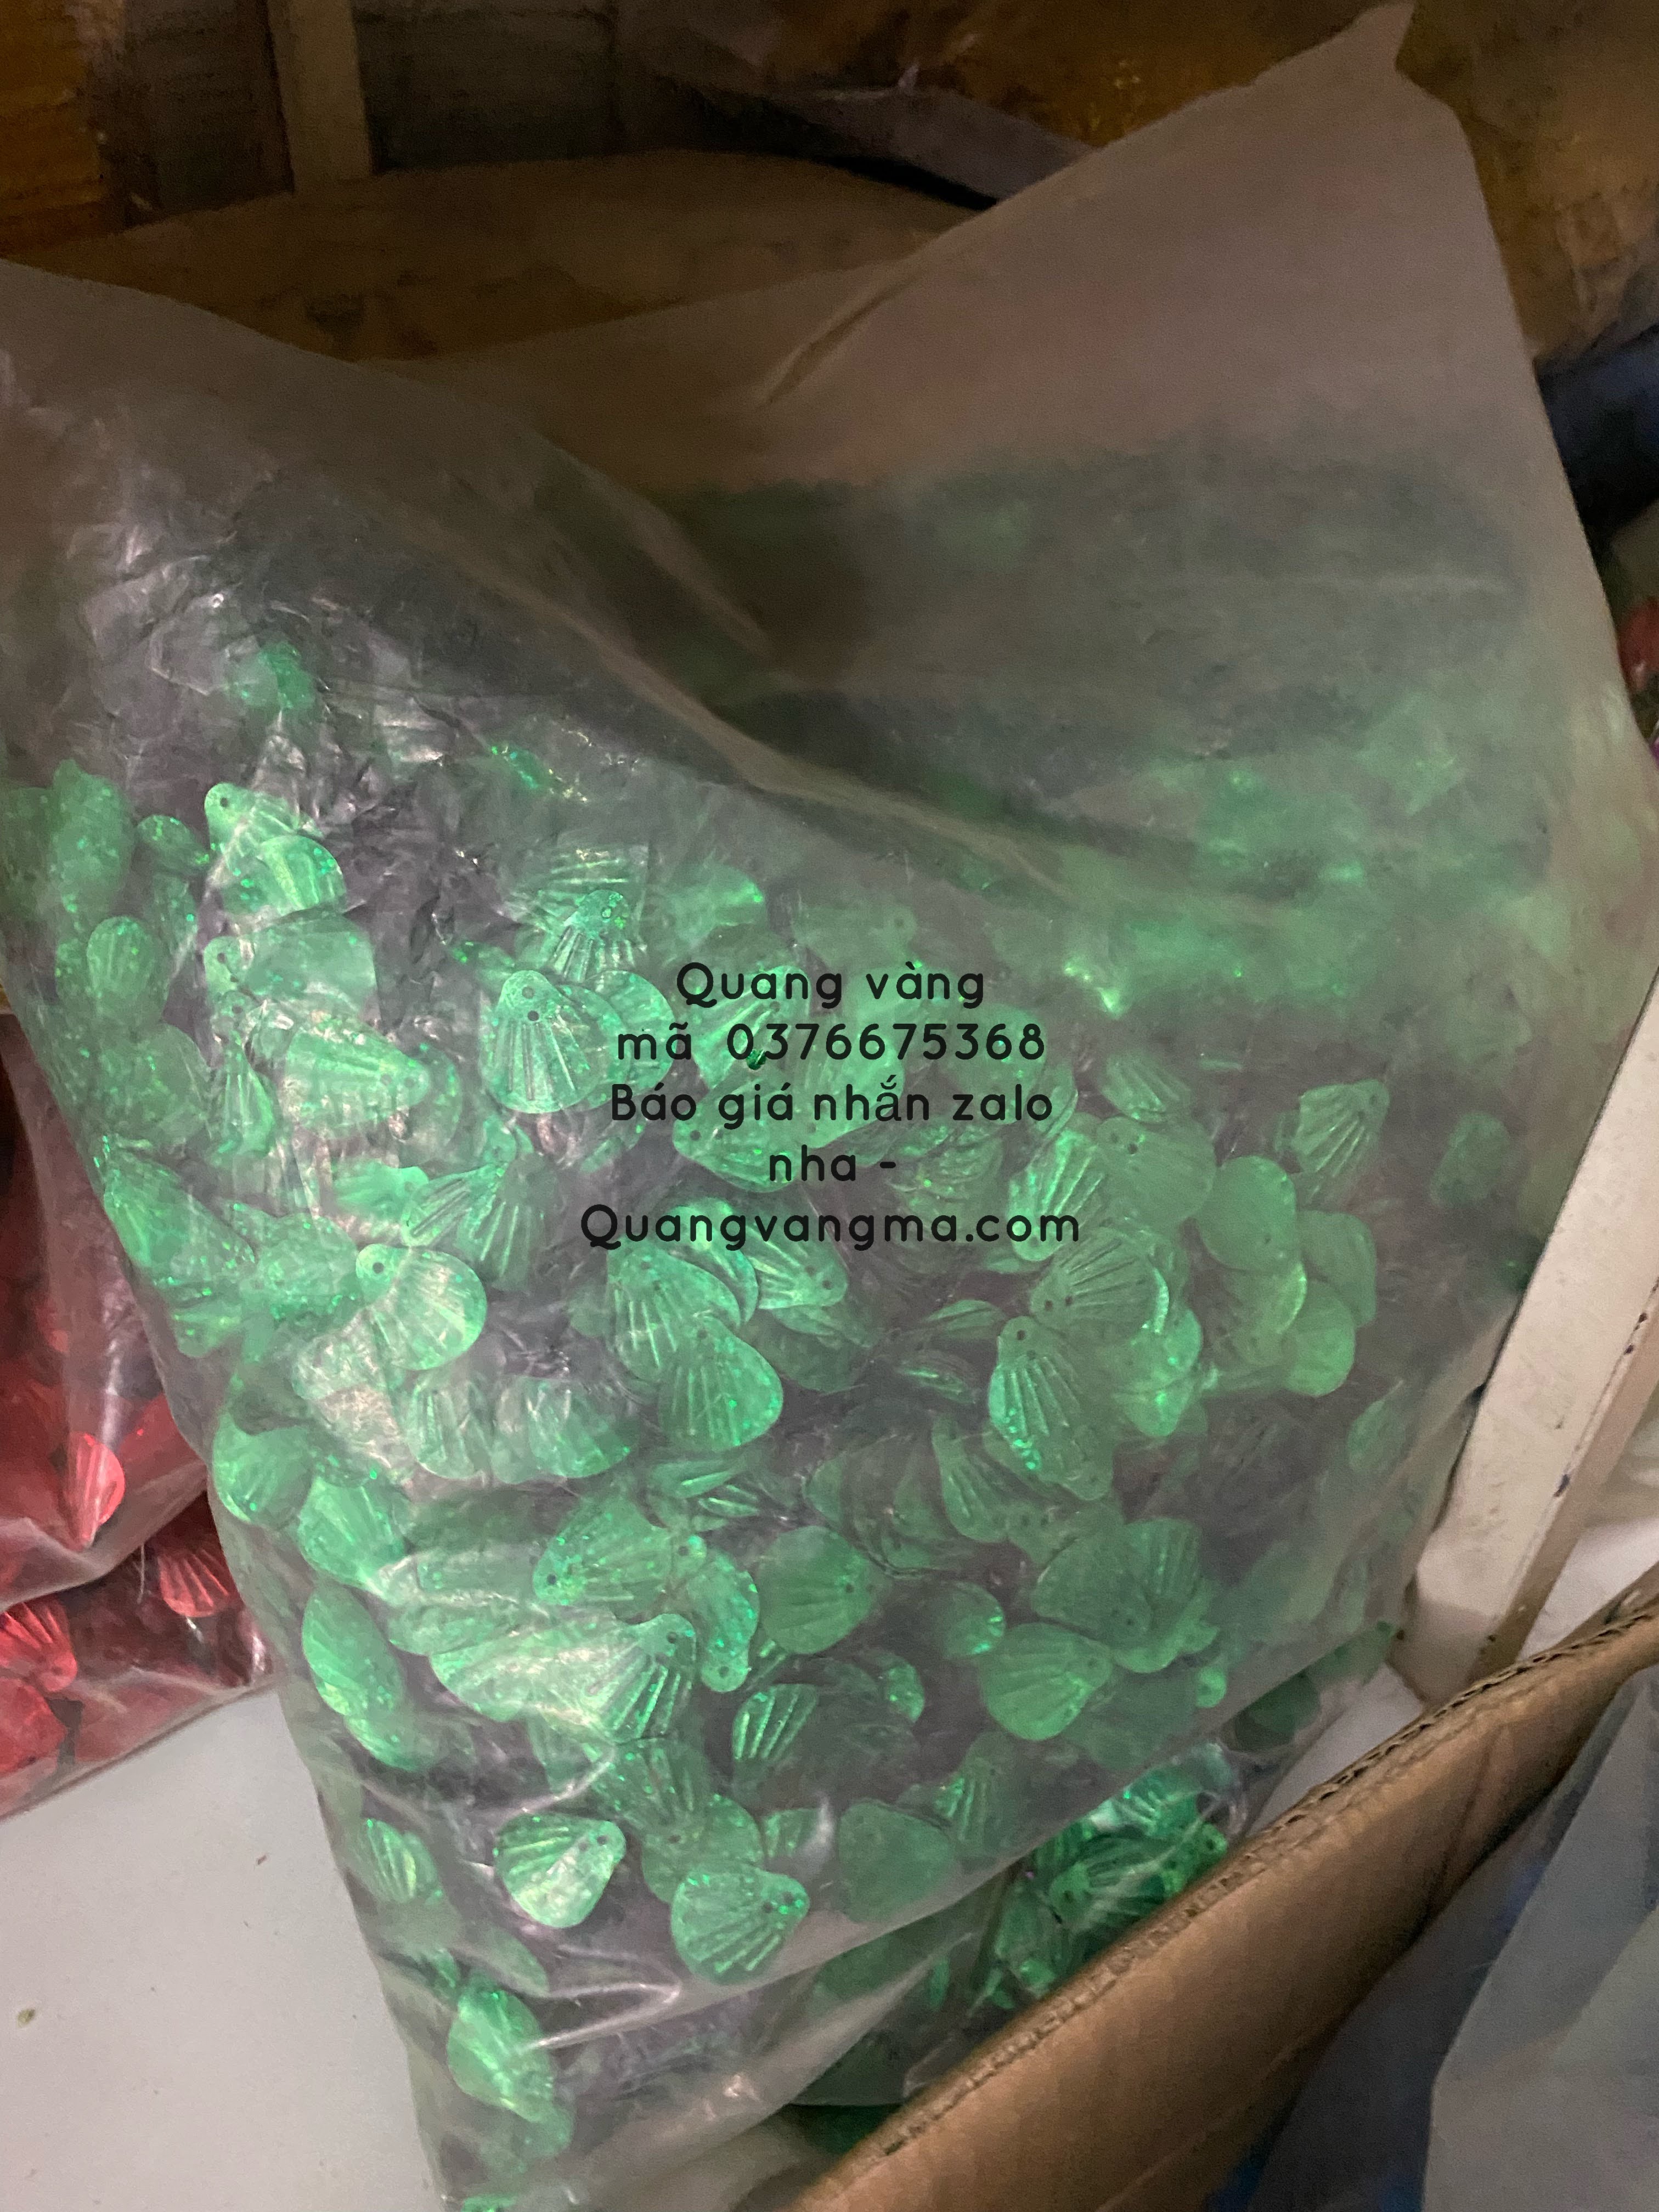 Quang vàng
mã 0376675368
Báo giá nhắn zalo
nha -
Quangvangma.com